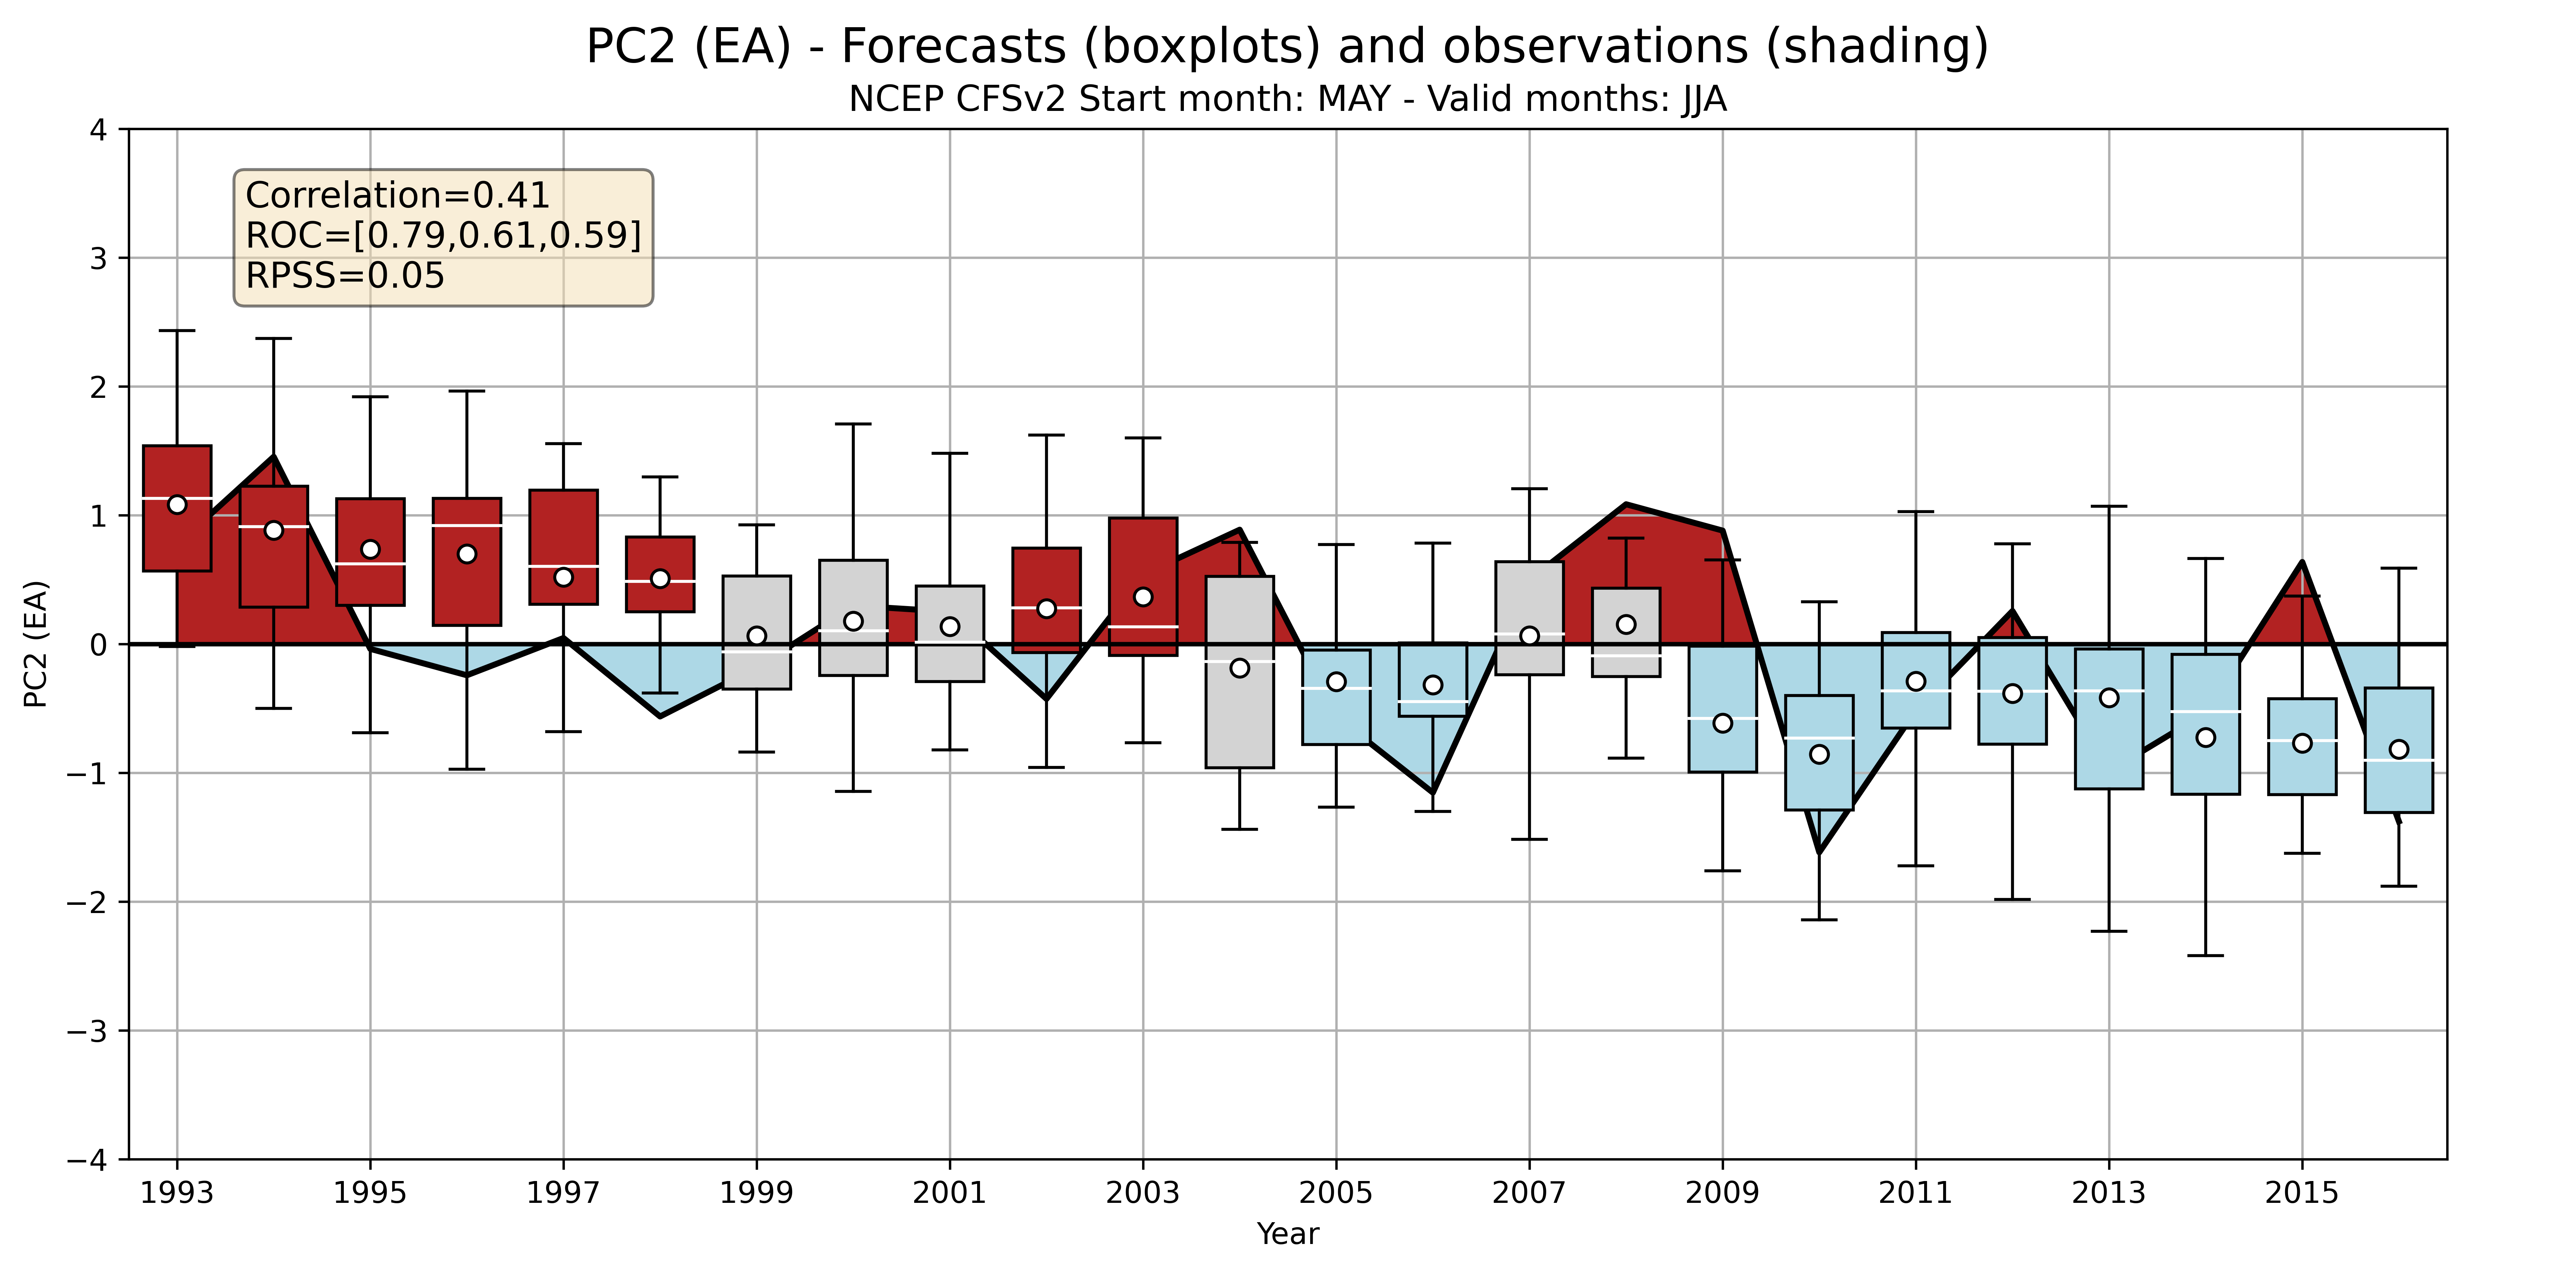 PC2 (EA) - Forecasts (boxplots) and observations (shading)
NCEP CFSv2 Start month: MAY - Valid months: JJA
Correlation=0.41
ROC=[0.79,0.61,0.59]
RPSS=0.05
PC2 (EA)
4
3
2
1
0
−1
−2
−3
−4
1993 1995 1997 1999 2001 2003 2005 2007 2009 2011 2013 2015
Year